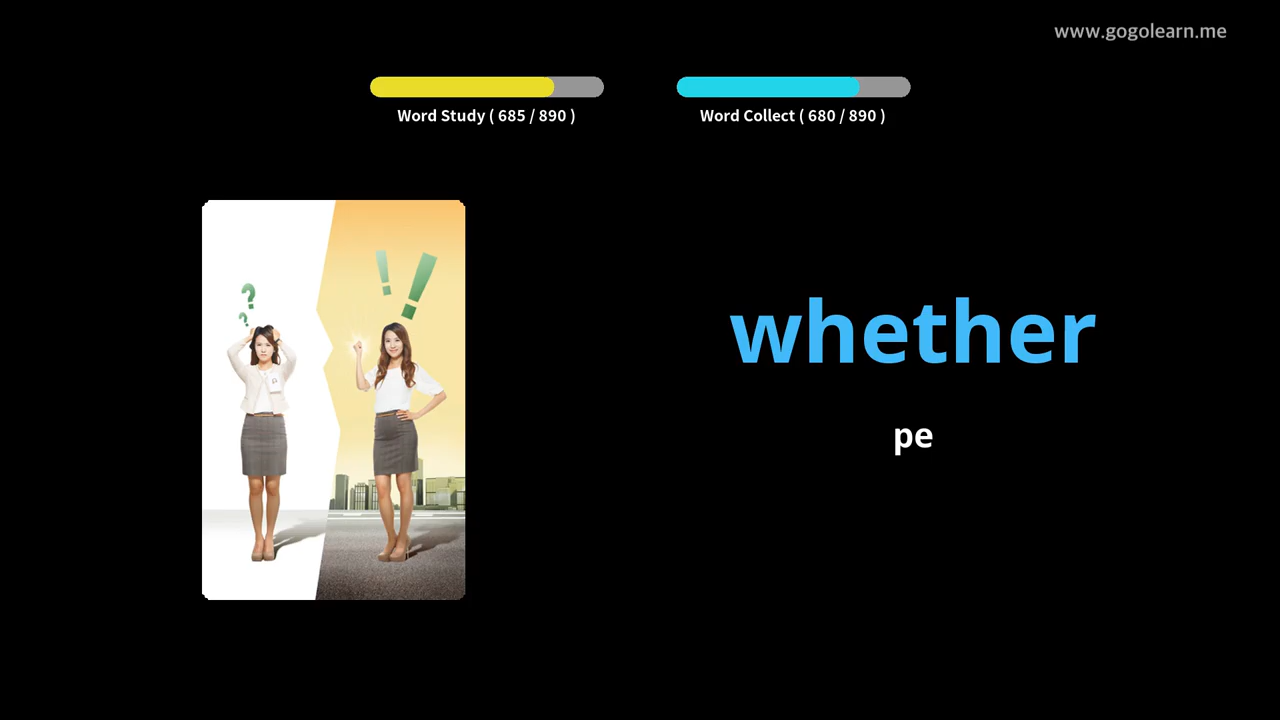 www.gogolearn.me
Word Study ( 685 / 890 )
Word Collect ( 680 / 890 )
? ?
! !
whether
pe